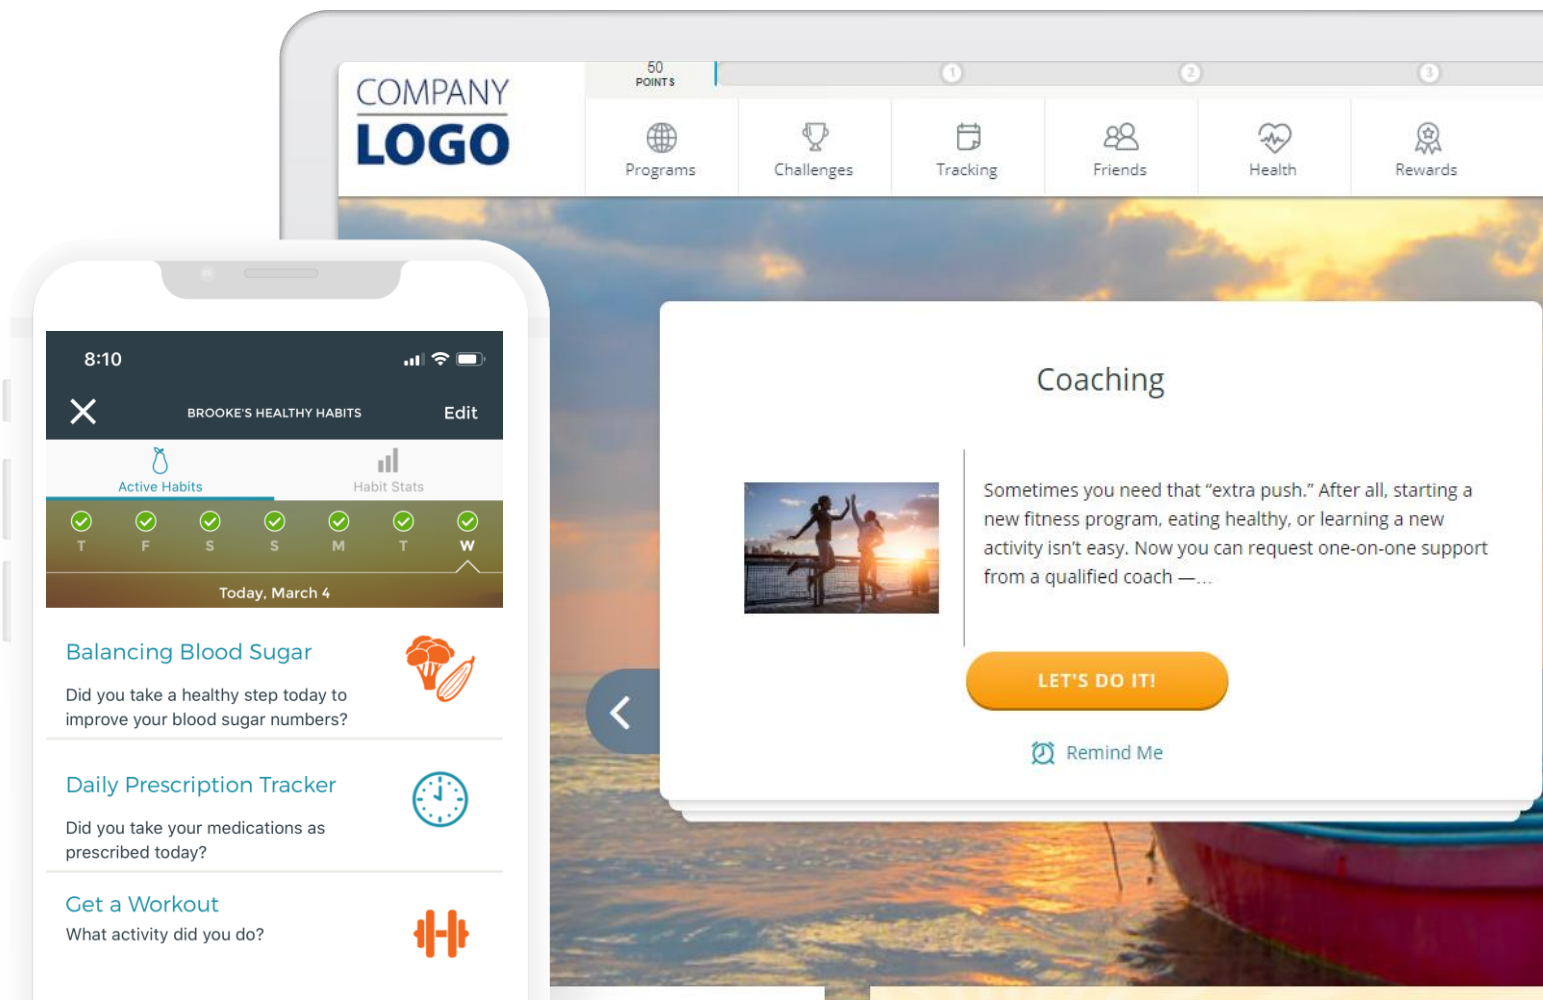 COMPANY
LOGO
50
POINTS
1
2
3
Programs
Challenges
Tracking
Friends
Health
Rewards
Coaching
Sometimes you need that “extra push.” After all, starting a
new fitness program, eating healthy, or learning a new
activity isn’t easy. Now you can request one-on-one support
from a qualified coach —...
LET'S DO IT!
Remind Me
8:10
BROOKE'S HEALTHY HABITS
Edit
Active Habits
Habit Stats
T F S S M T W
Today, March 4
Balancing Blood Sugar
Did you take a healthy step today to
improve your blood sugar numbers?
Daily Prescription Tracker
Did you take your medications as
prescribed today?
Get a Workout
What activity did you do?